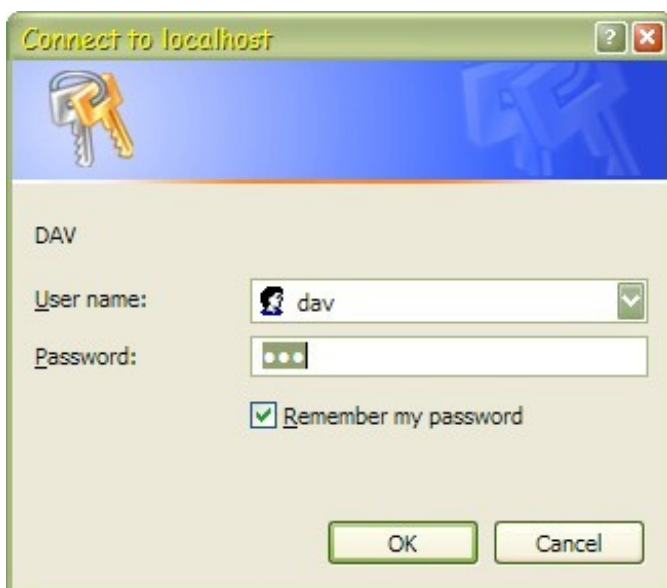 Connect to localhost
DAV
User name: dav
Password: •••
Remember my password
OK Cancel